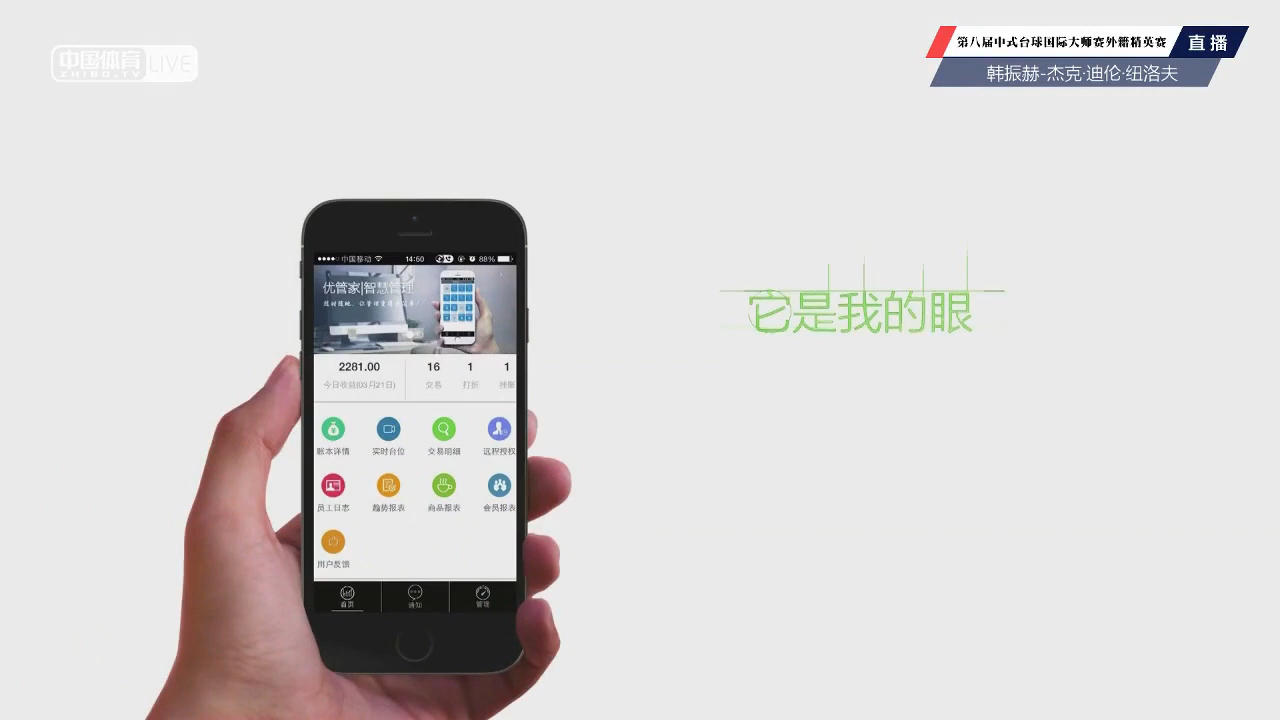 中国体育
ZHIBO.TV
LIVE
第八届中式台球国际大师赛外籍精英赛
直播
韩振赫-杰克·迪伦·纽洛夫
它是我的眼
中国移动
14:50
88%
优管家|智慧管理
2281.00
16
1
1
今日收益(03月21日)
交易
打折
账本详情
实时台位
交易明细
远程授权
员工日志
趋势报表
商品报表
会员报表
用户反馈
首页
通知
管理